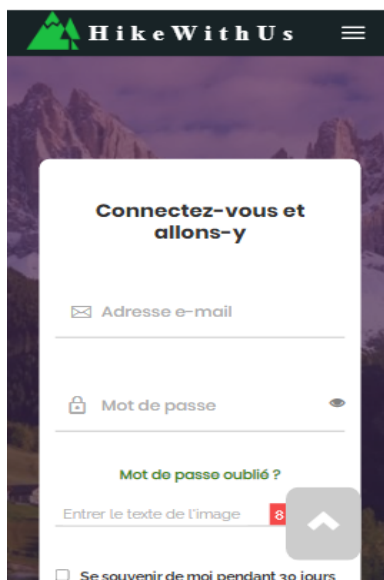 HikeWithUs
Connectez-vous et
allons-y
Adresse e-mail
Mot de passe
Mot de passe oublié ?
Entrer le texte de l'image 8
Se souvenir de moi pendant 30 jours